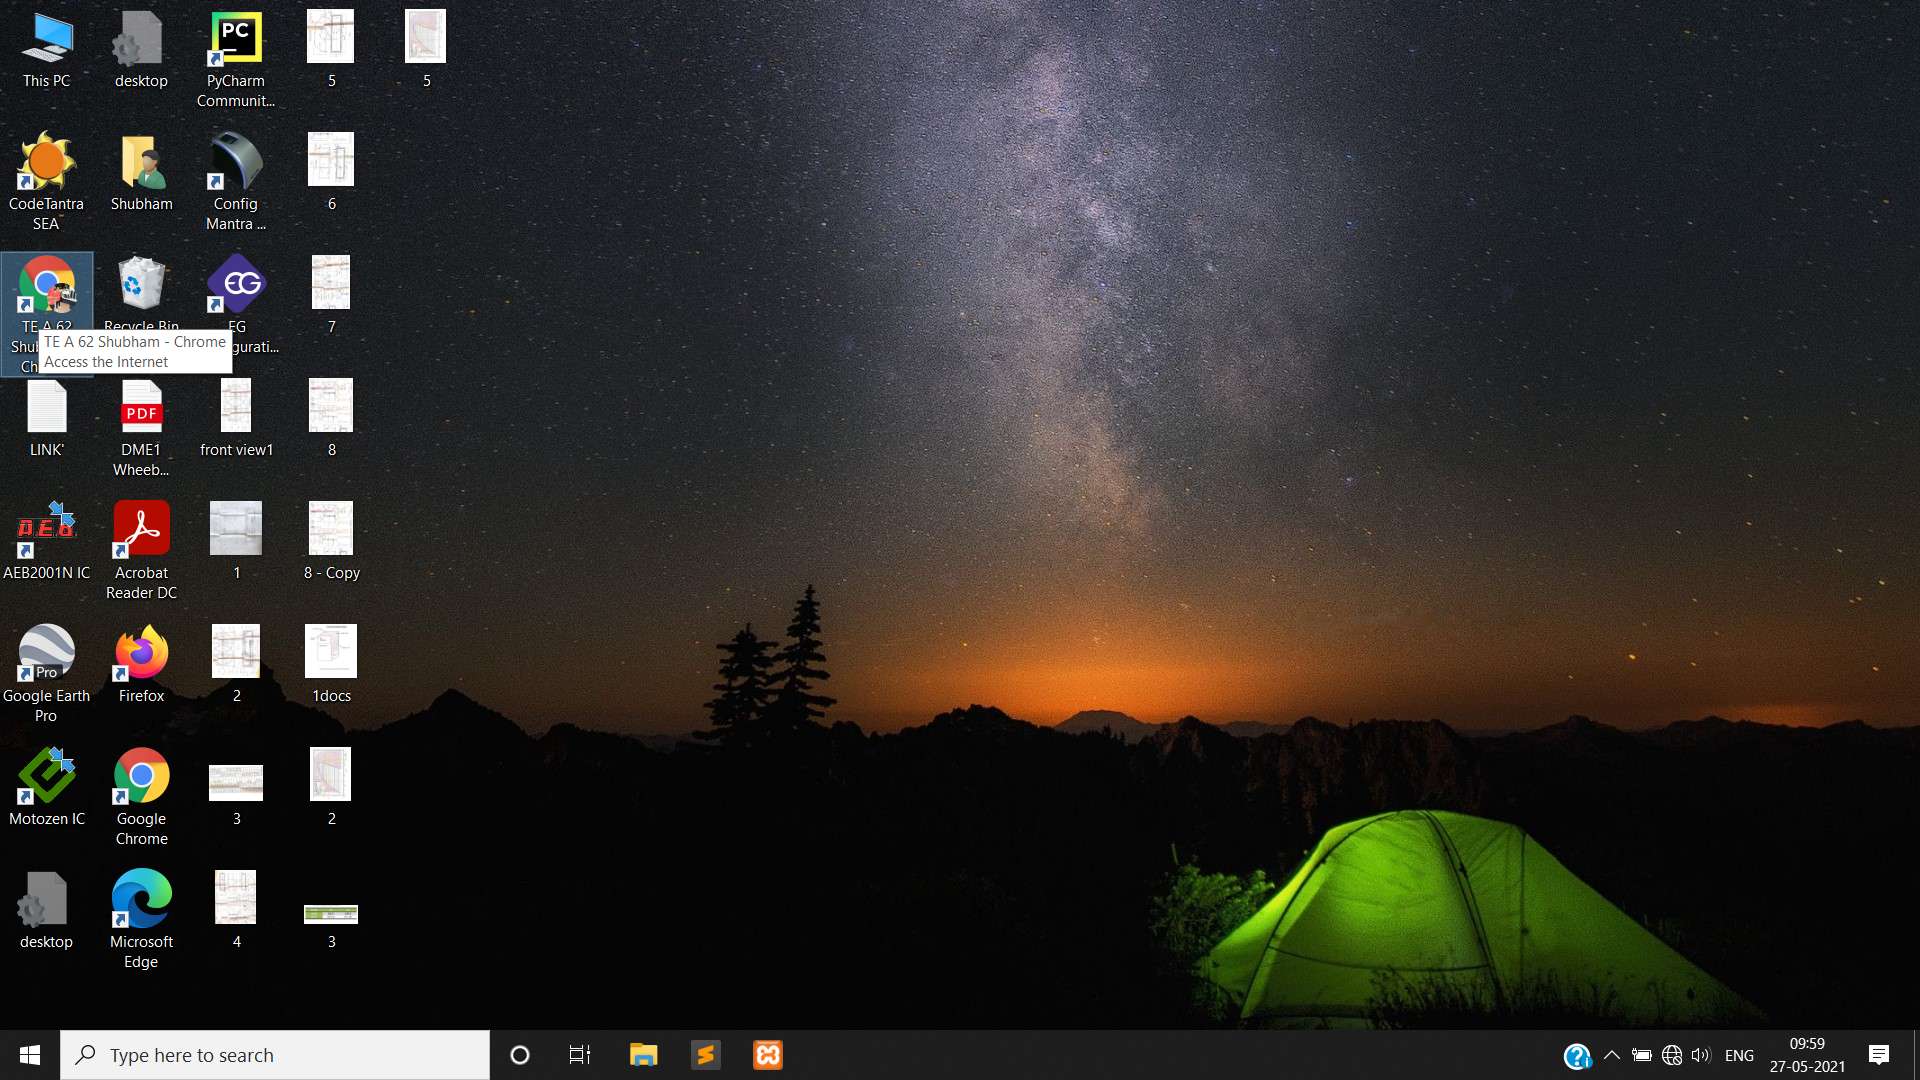 This PC
desktop
PC
PyCharm
Communit...
5
5
CodeTantra
SEA
Shubham
Config
Mantra ...
6
TE A 62
Recycle Bin
EG
EG
7
TE A 62 Shubham - Chrome
Access the Internet
gurati...
LINK'
PDF
DME1
Wheeb...
front view1
8
AEB2001N IC
Acrobat
Reader DC
1
8 - Copy
Pro
Google Earth
Pro
Firefox
2
1docs
Motozen IC
Google
Chrome
3
2
desktop
Microsoft
Edge
4
3
Type here to search
ENG
09:59
27-05-2021